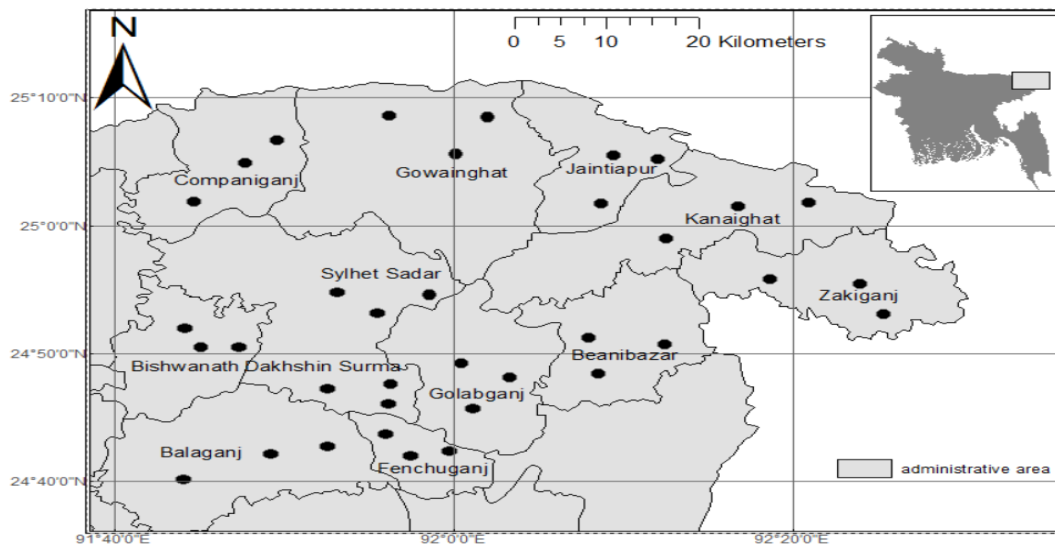 N
0 5 10 20 Kilometers
25°10'0"N
Companiganj
Gowainghat
Jaintiapur
Kanaighat
25°0'0"N
Sylhet Sadar
Zakiganj
24°50'0"N
Bishwanath Dakhshin Surma
Beanibazar
Golabganj
Balaganj
Fenchuganj
administrative area
24°40'0"N
91°40'0"E 92°0'0"E 92°20'0"E